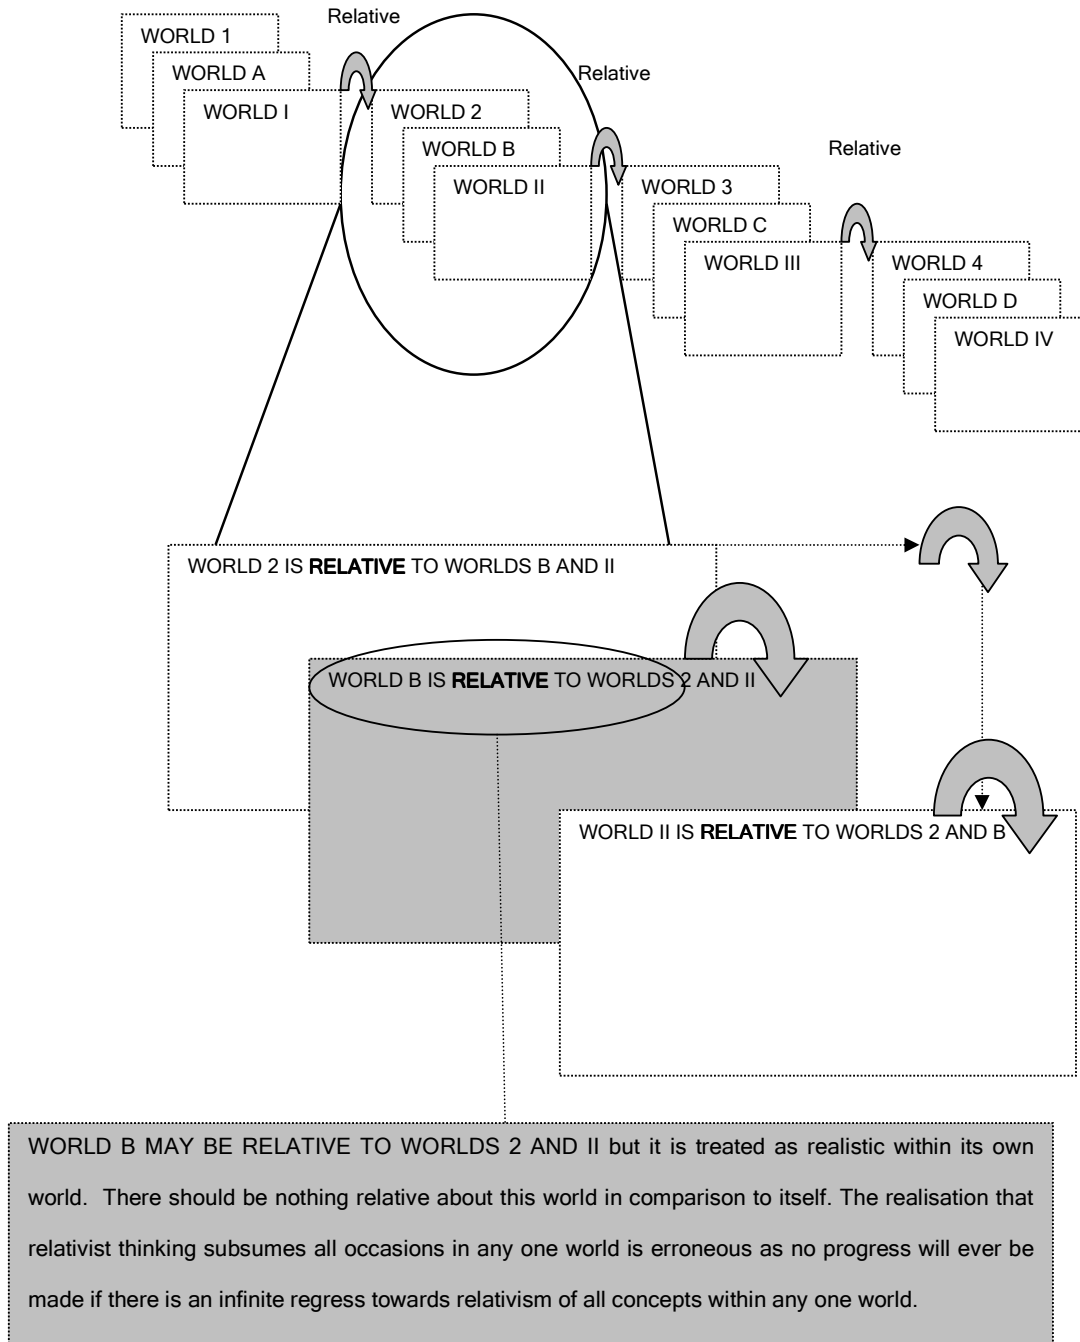 Relative
WORLD 1
WORLD A
WORLD I
Relative
WORLD 2
WORLD B
WORLD II
Relative
WORLD 3
WORLD C
WORLD III
WORLD 4
WORLD D
WORLD IV
WORLD 2 IS RELATIVE TO WORLDS B AND II
WORLD B IS RELATIVE TO WORLDS 2 AND II
WORLD II IS RELATIVE TO WORLDS 2 AND B
WORLD B MAY BE RELATIVE TO WORLDS 2 AND II but it is treated as realistic within its own
world. There should be nothing relative about this world in comparison to itself. The realisation that
relativist thinking subsumes all occasions in any one world is erroneous as no progress will ever be
made if there is an infinite regress towards relativism of all concepts within any one world.